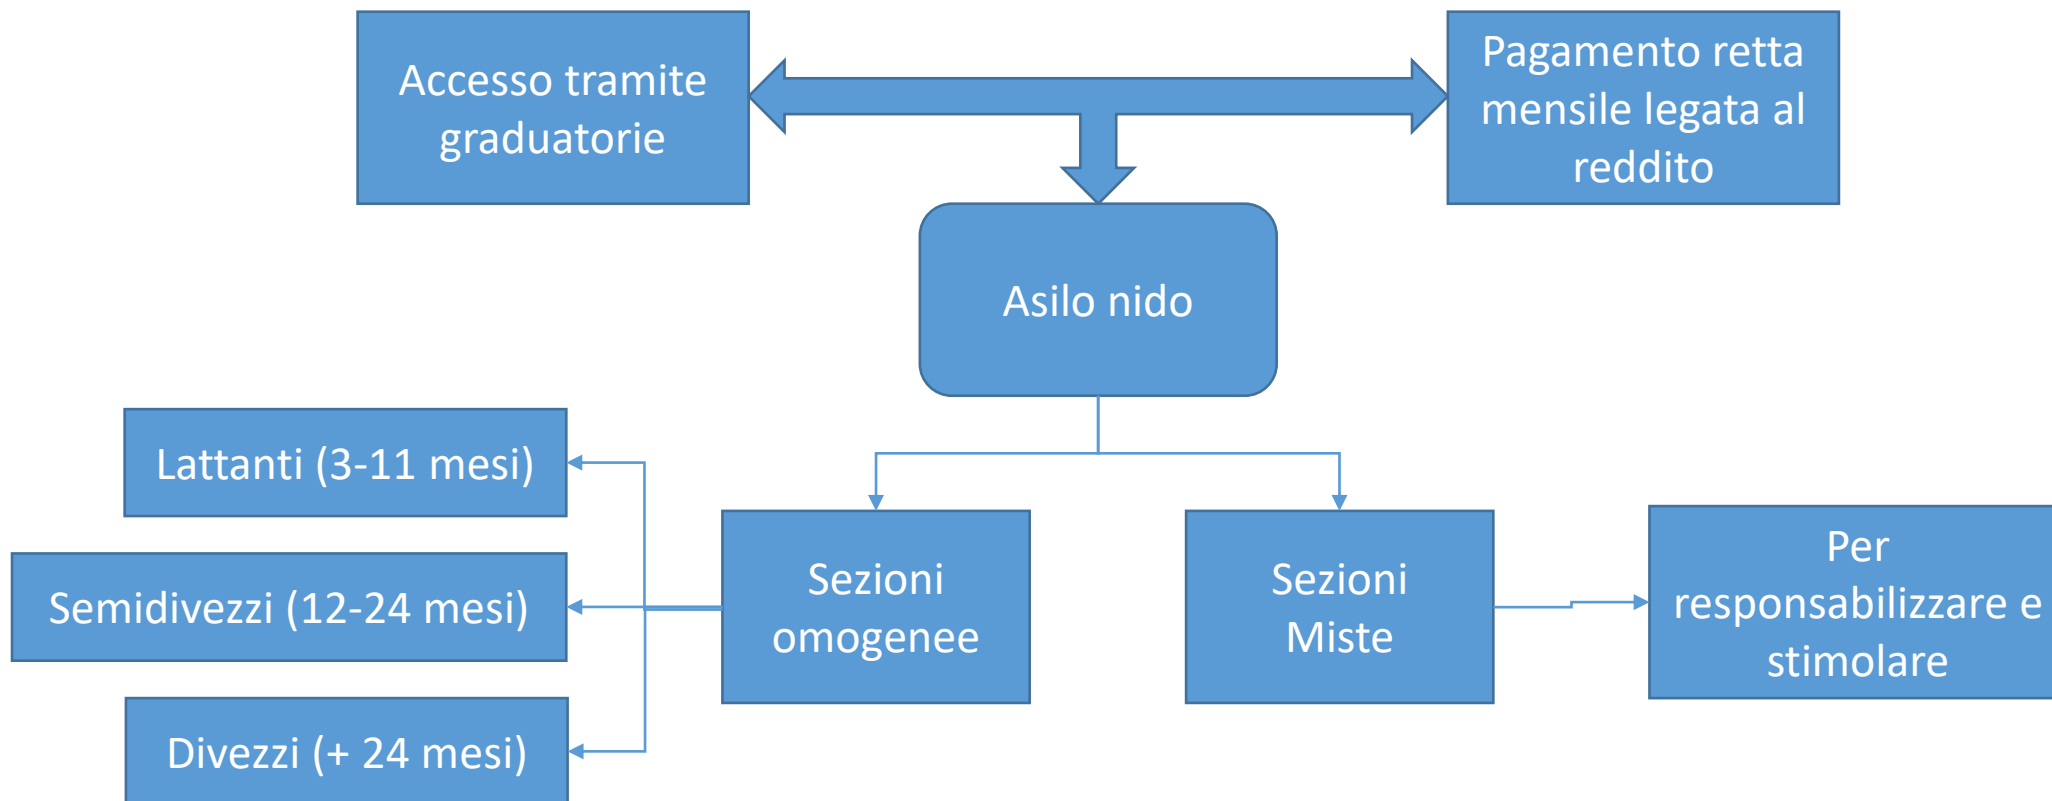 Accesso tramite
graduatorie
Pagamento retta
mensile legata al
reddito
Asilo nido
Lattanti (3-11 mesi)
Semidivezzi (12-24 mesi)
Divezzi (+ 24 mesi)
Sezioni
omogenee
Sezioni
Miste
Per
responsabilizzare e
stimolare